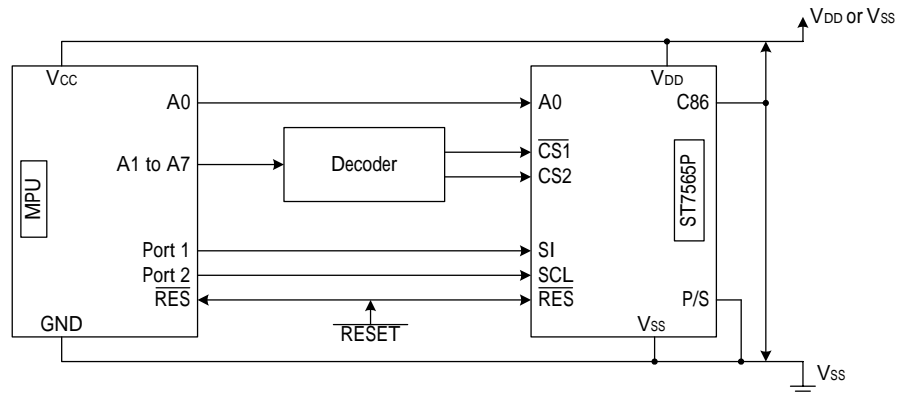 VDD or VSS
VCC
VDD
A0
A0
C86
A1 to A7
Decoder
CS1
CS2
MPU
ST7565P
Port 1
SI
Port 2
SCL
RES
RES
P/S
RESET
GND
VSS
VSS